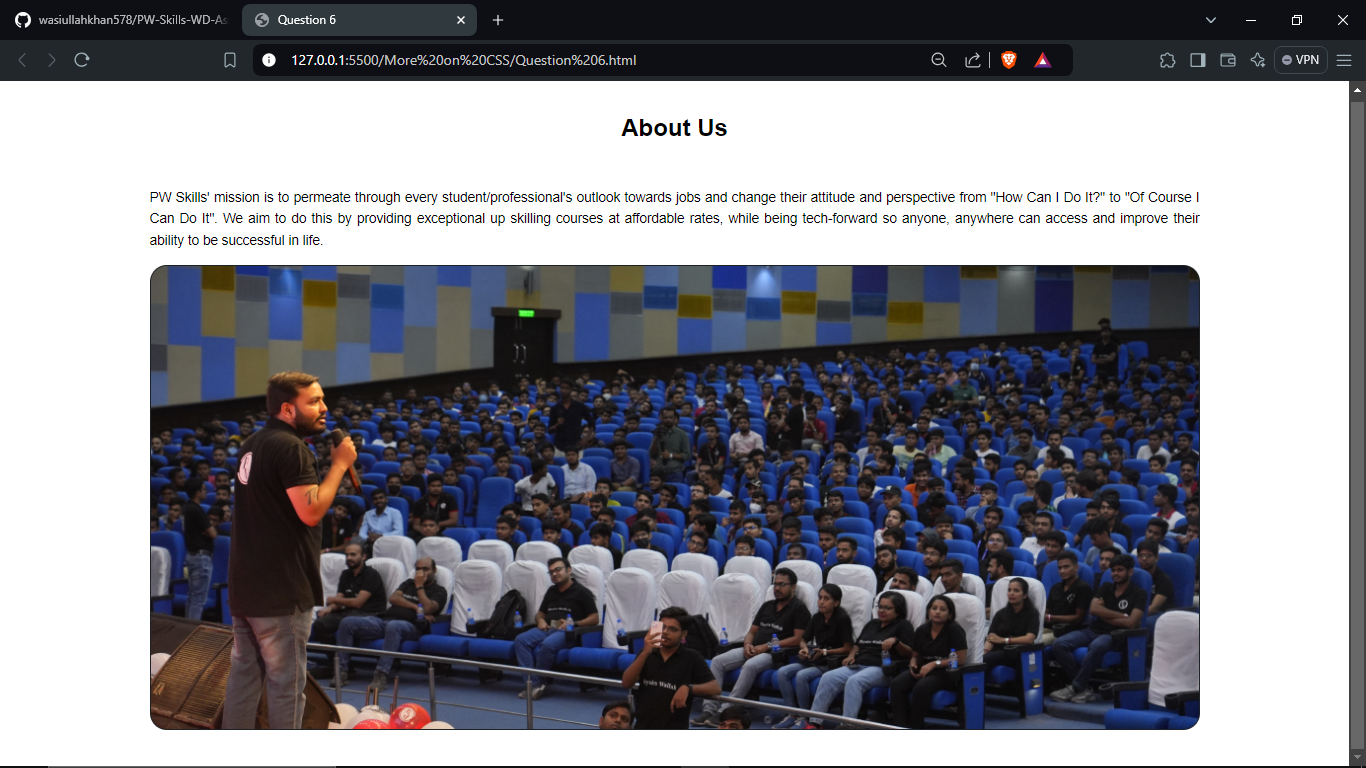 wasiullahkhan578/PW-Skills-WD-As
Question 6
127.0.0.1:5500/More%20on%20CSS/Question%206.html
VPN
About Us
PW Skills' mission is to permeate through every student/professional's outlook towards jobs and change their attitude and perspective from "How Can I Do It?" to "Of Course I
Can Do It". We aim to do this by providing exceptional up skilling courses at affordable rates, while being tech-forward so anyone, anywhere can access and improve their
ability to be successful in life.